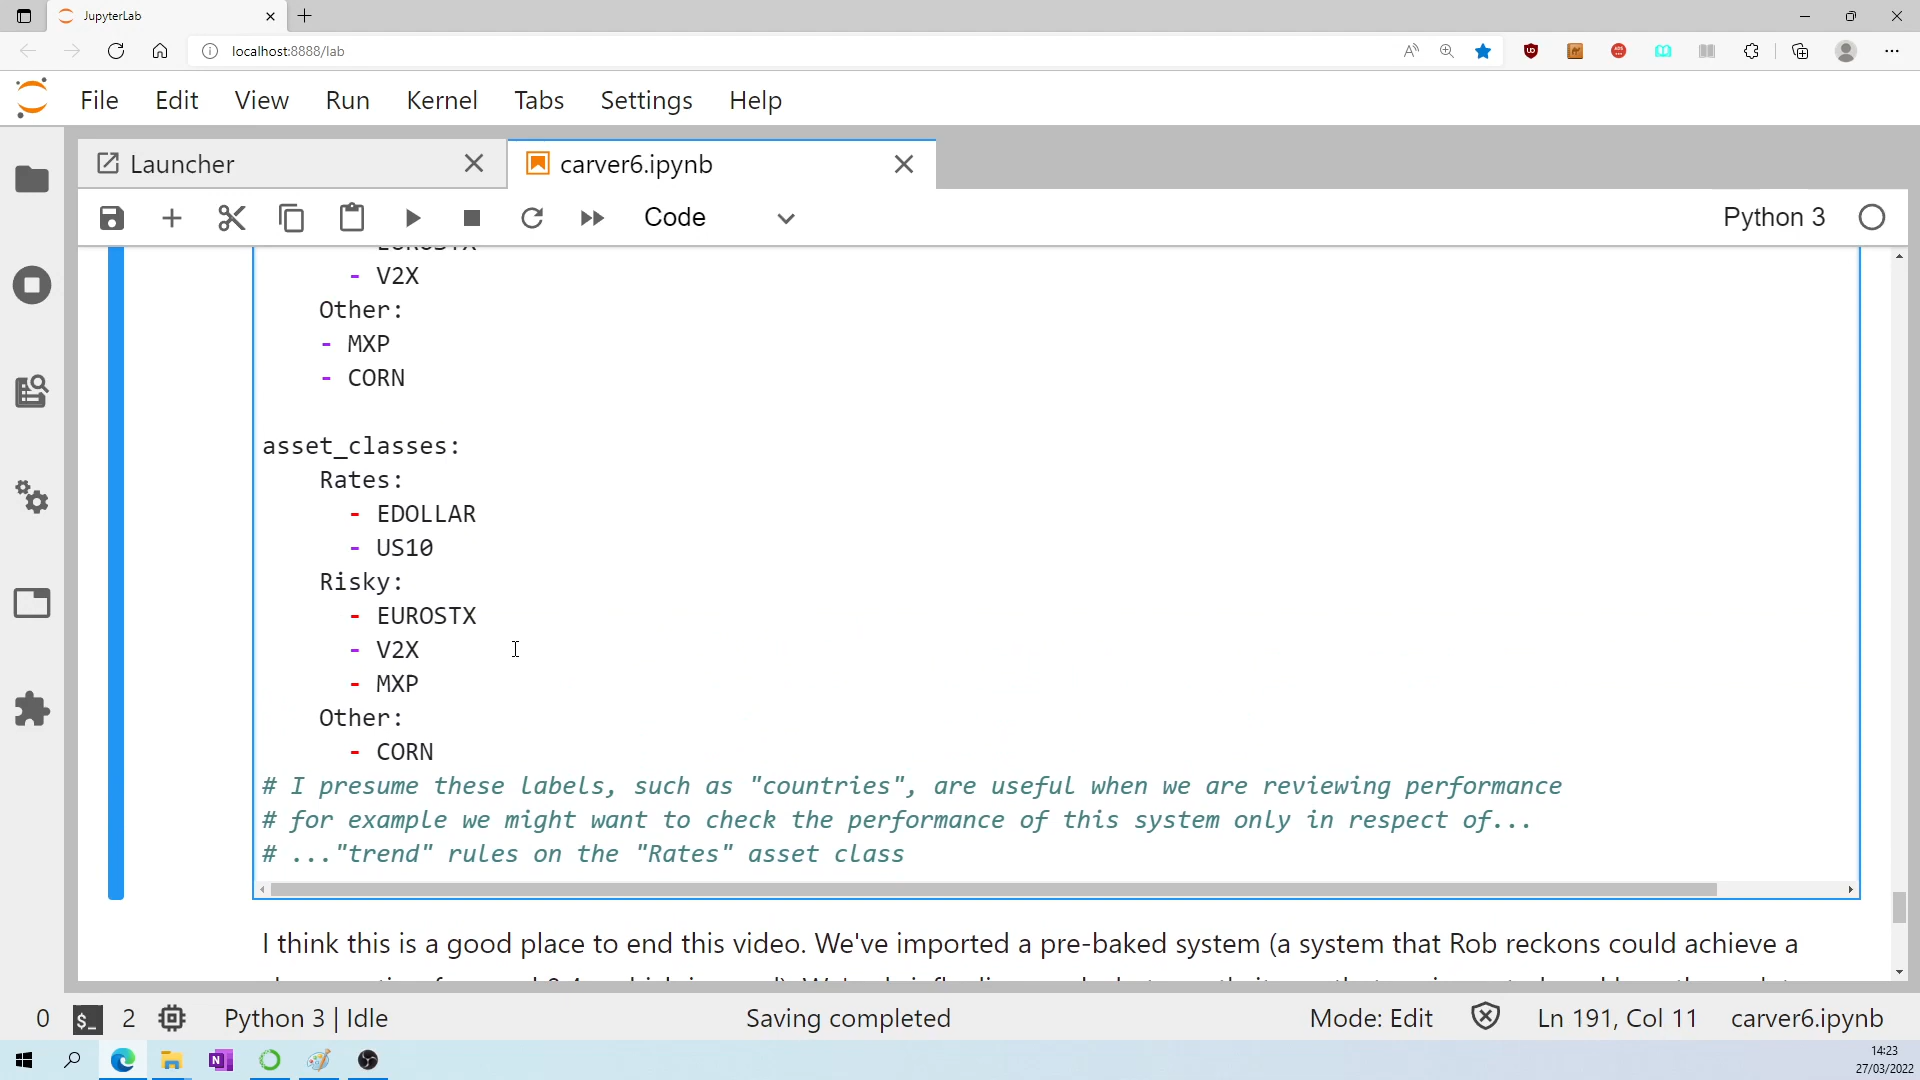 JupyterLab
localhost:8888/lab
File Edit View Run Kernel Tabs Settings Help
Launcher
carver6.ipynb
Code
Python 3
- V2X
Other:
- MXP
- CORN
asset_classes:
Rates:
- EDOLLAR
- US10
Risky:
- EUROSTX
- V2X
- MXP
Other:
- CORN
# I presume these labels, such as "countries", are useful when we are reviewing performance
# for example we might want to check the performance of this system only in respect of...
# ..."trend" rules on the "Rates" asset class
I think this is a good place to end this video. We've imported a pre-baked system (a system that Rob reckons could achieve a
0 $_ 2 Python 3 | Idle Saving completed Mode: Edit Ln 191, Col 11 carver6.ipynb
14:23
27/03/2022